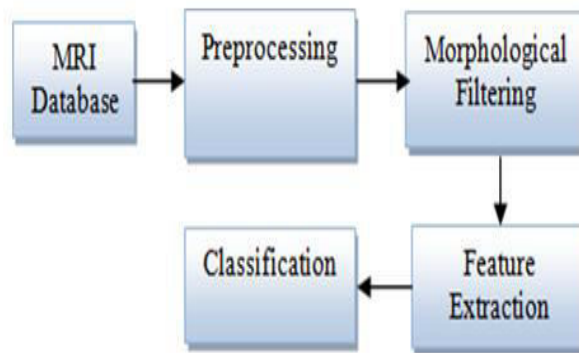 MRI
Database
Preprocessing
Morphological
Filtering
Feature
Extraction
Classification